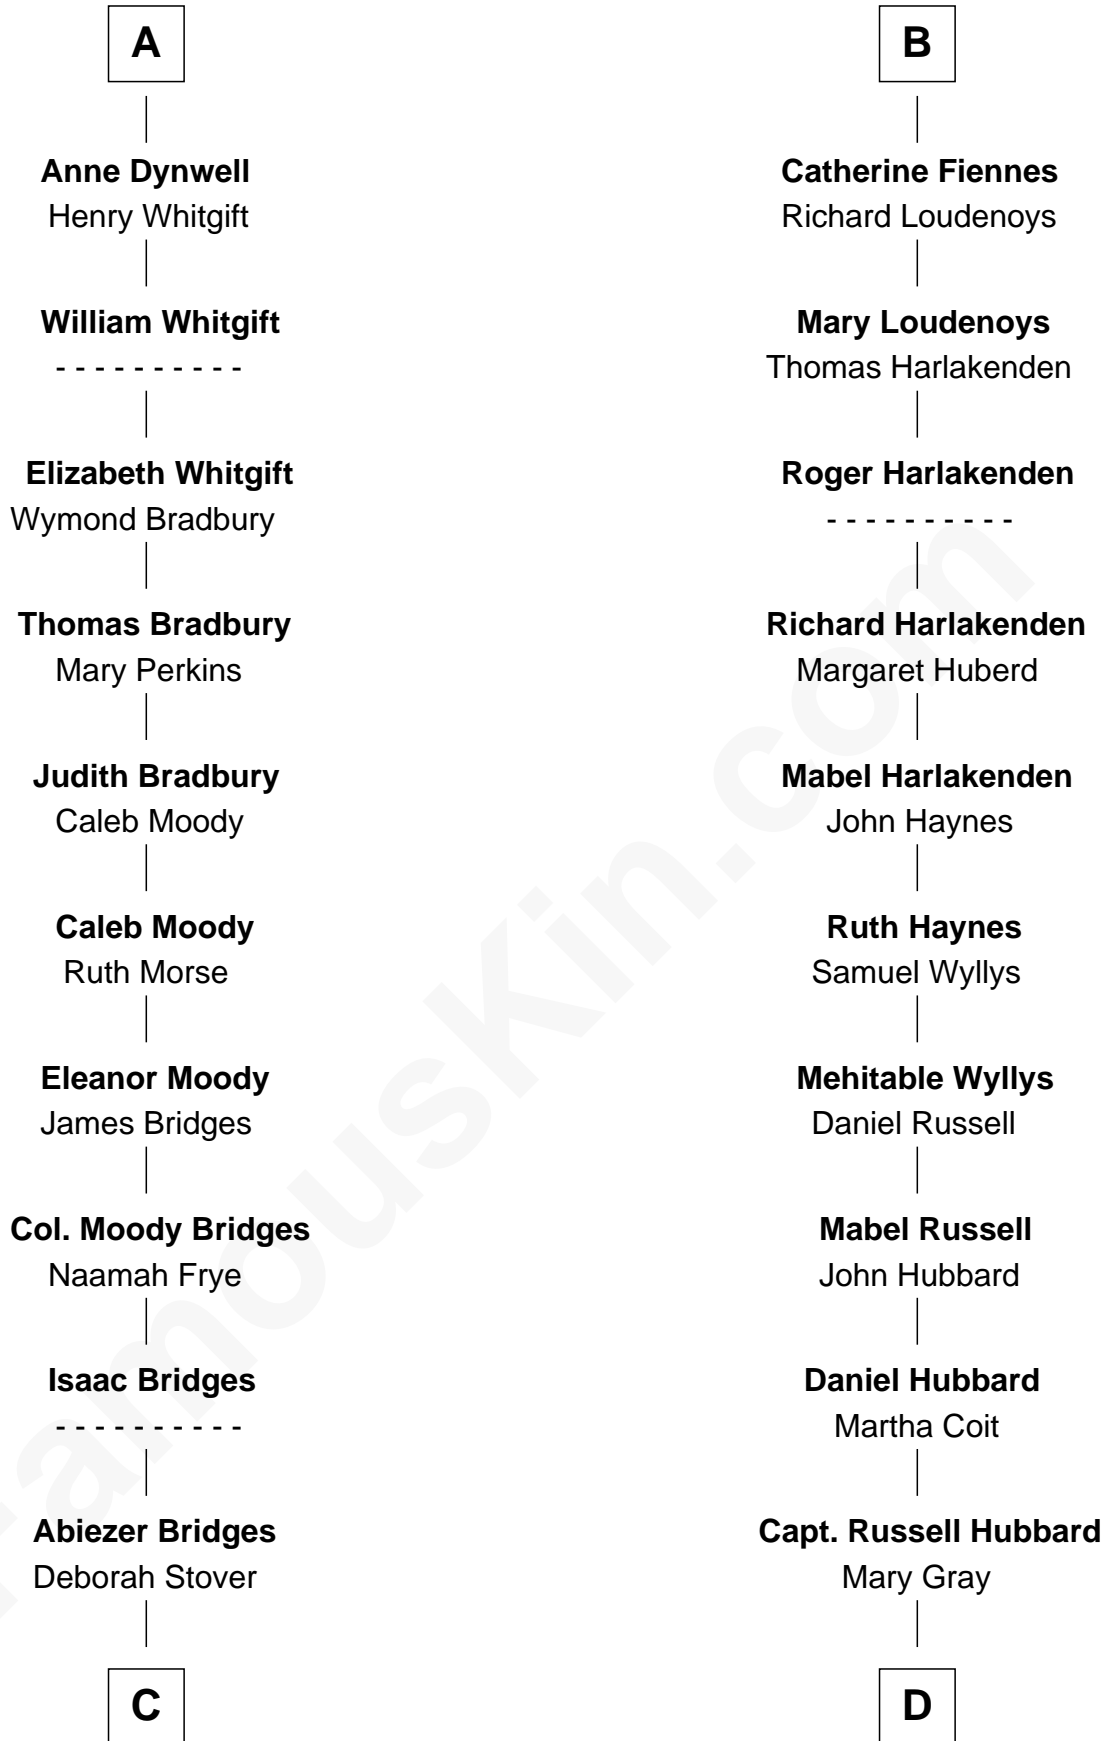 A
Anne Dynwell
Henry Whitgift
William Whitgift
- - - - - - - - - -
Elizabeth Whitgift
Wymond Bradbury
Thomas Bradbury
Mary Perkins
Judith Bradbury
Caleb Moody
Caleb Moody
Ruth Morse
Eleanor Moody
James Bridges
Col. Moody Bridges
Naamah Frye
Isaac Bridges
- - - - - - - - - -
Abiezer Bridges
Deborah Stover
C
B
Catherine Fiennes
Richard Loudenoys
Mary Loudenoys
Thomas Harlakenden
Roger Harlakenden
- - - - - - - - - -
Richard Harlakenden
Margaret Huberd
Mabel Harlakenden
John Haynes
Ruth Haynes
Samuel Wyllys
Mehitable Wyllys
Daniel Russell
Mabel Russell
John Hubbard
Daniel Hubbard
Martha Coit
Capt. Russell Hubbard
Mary Gray
D
FamousKin.com